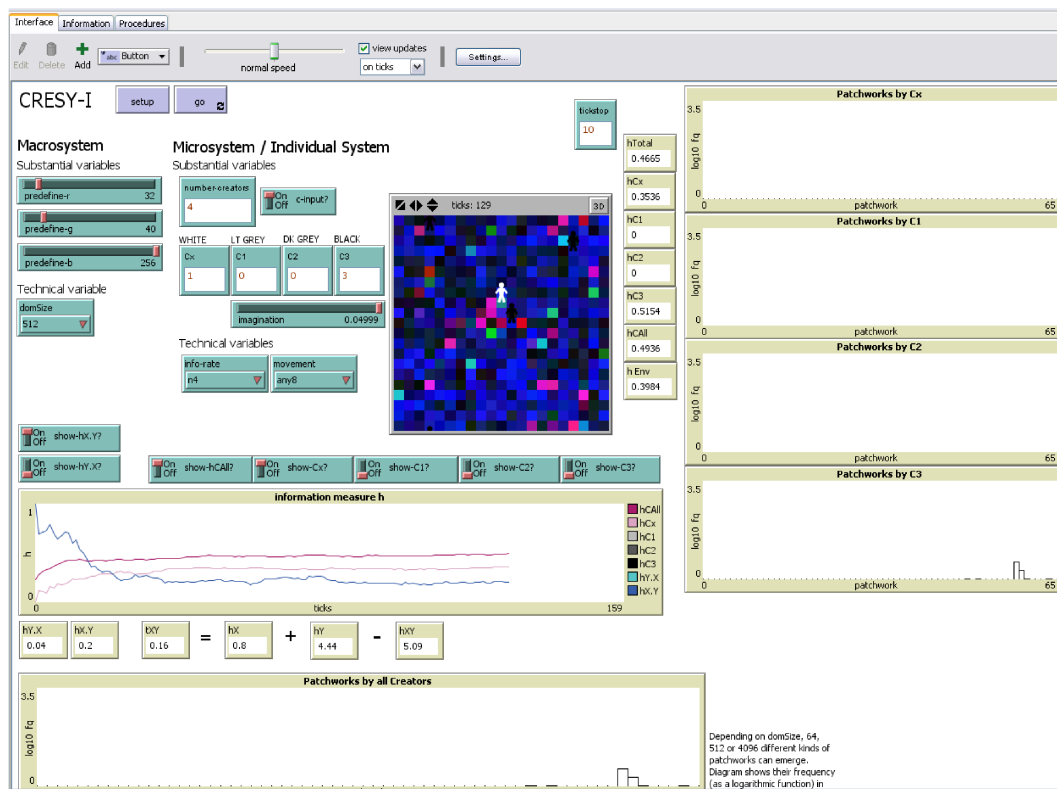 Interface Information Procedures
Edit Delete Add abc Button normal speed view updates on ticks Settings...
CRESY-I setup go
tickstop
10
Macrosystem
Substantial variables
predefine-r 32
predefine-g 40
predefine-b 256
Technical variable
domSize
512
Microsystem / Individual System
Substantial variables
number-creators
4
On
Off c-input?
WHITE LT GREY DK GREY BLACK
Cx C1 C2 C3
1 0 0 3
imagination 0.04999
Technical variables
info-rate movement
n4 any8
ticks: 129 3D
hTotal
0.4665
hCx
0.3536
hC1
0
hC2
0
hC3
0.5154
hCAll
0.4936
h Env
0.3984
Patchworks by Cx
3.5
log10 fq
0
0 patchwork 65
Patchworks by C1
3.5
log10 fq
0
0 patchwork 65
Patchworks by C2
3.5
log10 fq
0
0 patchwork 65
Patchworks by C3
3.5
log10 fq
0
0 patchwork 65
On
Off show-hX.Y?
On
Off show-hY.X?
On
Off show-hCAll?
On
Off show-Cx?
On
Off show-C1?
On
Off show-C2?
On
Off show-C3?
information measure h
1
h
0
0 ticks 159
hCAll
hCx
hC1
hC2
hC3
hY.X
hX.Y
hY.X hX.Y tXY hX hY hXY
0.04 0.2 0.16 = 0.8 + 4.44 - 5.09
Patchworks by all Creators
3.5
log10 fq
0
Depending on domSize, 64,
512 or 4096 different kinds of
patchworks can emerge.
Diagram shows their frequency
(as a logarithmic function) in